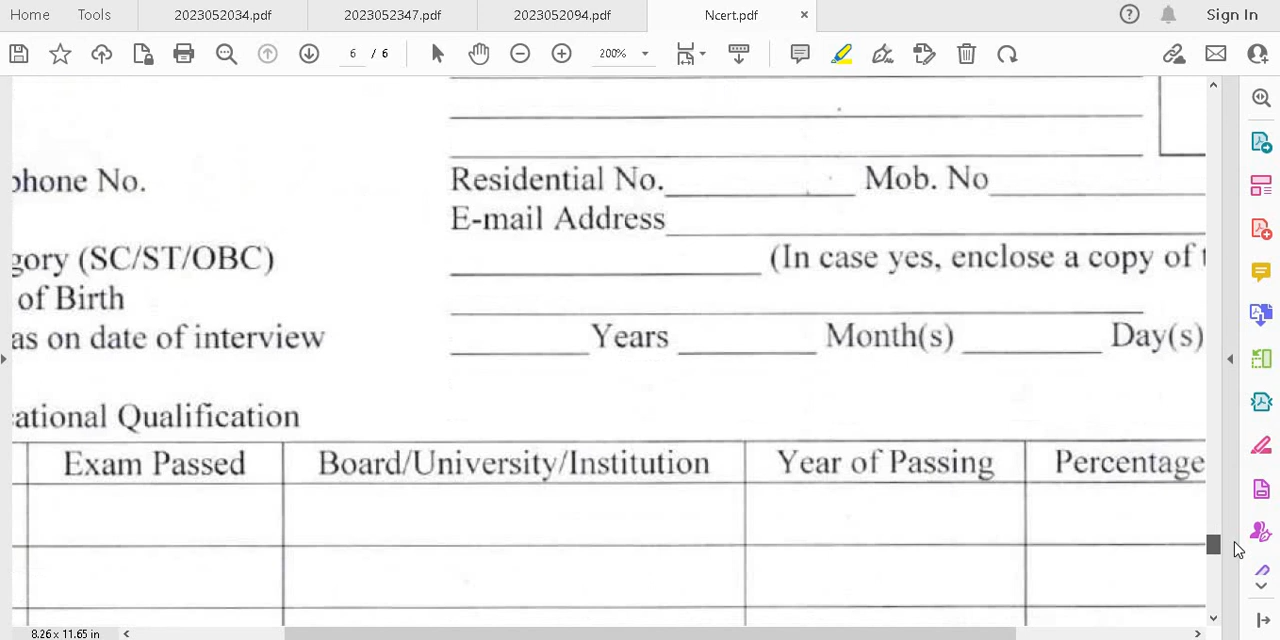 Home Tools 2023052034.pdf 2023052347.pdf 2023052094.pdf Ncert.pdf × Sign In
6 / 6 200%
phone No. Residential No. Mob. No
E-mail Address
gory (SC/ST/OBC) (In case yes, enclose a copy of t
of Birth
as on date of interview Years Month(s) Day(s)
ational Qualification
Exam Passed Board/University/Institution Year of Passing Percentage
8.26 x 11.65 in